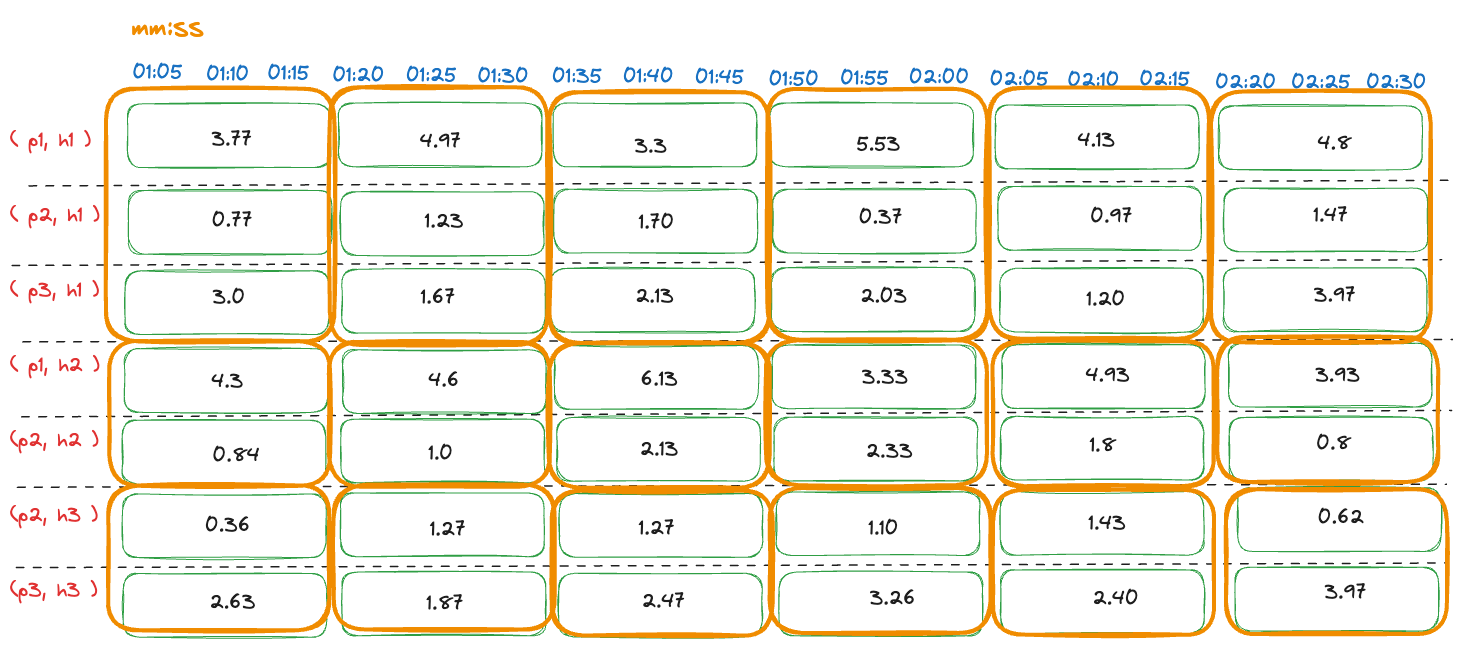 mm:SS
01:05 01:10 01:15 01:20 01:25 01:30 01:35 01:40 01:45 01:50 01:55 02:00 02:05 02:10 02:15 02:20 02:25 02:30
( p1, h1 ) 3.77 4.97 3.3 5.53 4.13 4.8
( p2, h1 ) 0.77 1.23 1.70 0.37 0.97 1.47
( p3, h1 ) 3.0 1.67 2.13 2.03 1.20 3.97
( p1, h2 ) 4.3 4.6 6.13 3.33 4.93 3.93
(p2, h2 ) 0.84 1.0 2.13 2.33 1.8 0.8
(p2, h3 ) 0.36 1.27 1.27 1.10 1.43 0.62
(p3, h3 ) 2.63 1.87 2.47 3.26 2.40 3.97